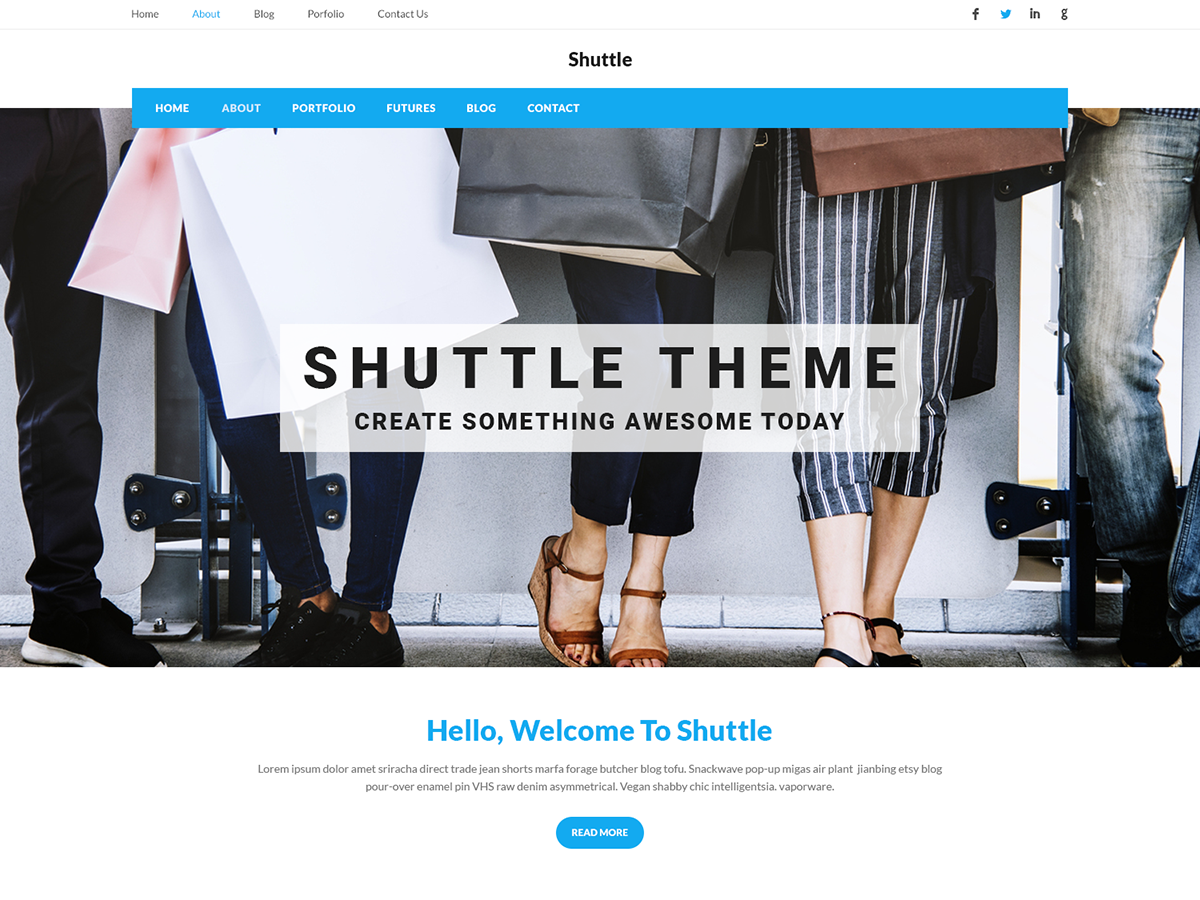 Home About Blog Porfolio Contact Us
Shuttle
HOME ABOUT PORTFOLIO FUTURES BLOG CONTACT
SHUTTLE THEME
CREATE SOMETHING AWESOME TODAY
Hello, Welcome To Shuttle
Lorem ipsum dolor amet sriracha direct trade jean shorts marfa forage butcher blog tofu. Snackwave pop-up migas air plant jianbing etsy blog
pour-over enamel pin VHS raw denim asymmetrical. Vegan shabby chic intelligentsia. vaporware.
READ MORE